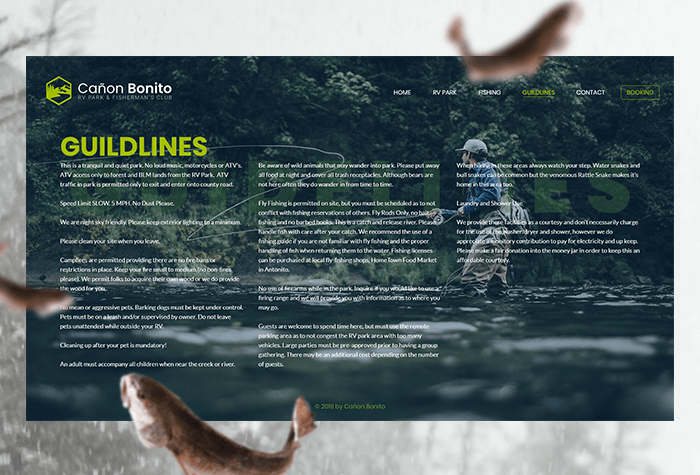 Cañon Bonito
RV PARK & FISHERMAN'S CLUB
HOME
RV PARK
FISHING
GUILDLINES
CONTACT
BOOKING
GUILDLINES
This is a tranquil and quiet park. No loud music, motorcycles or ATV's.
ATV access only to forest and BLM lands from the RV Park. ATV
traffic in park is permitted only to exit and enter onto county road.
Speed Limit SLOW. 5 MPH. No Dust Please.
We are night sky friendly. Please keep exterior lighting to a minimum.
Please clean your site when you leave.
Campfires are permitted providing there are no fire bans or
restrictions in place. Keep your fire small to medium (no bon-fires
please). We permit folks to acquire their own wood or we do provide
the wood for you.
No mean or aggressive pets. Barking dogs must be kept under control.
Pets must be on a leash and/or supervised by owner. Do not leave
pets unattended while outside your RV.
Cleaning up after your pet is mandatory!
An adult must accompany all children when near the creek or river.
Be aware of wild animals that may wander into park. Please put away
all food at night and cover all trash receptacles. Although bears are
not here often they do wander in from time to time.
Fly Fishing is permitted on site, but you must be scheduled as to not
conflict with fishing reservations of others. Fly Rods Only, no bait
fishing and no barbed hooks. This is a catch and release river. Please
handle fish with care after your catch. We recommend the use of a
fishing guide if you are not familiar with fly fishing and the proper
handling of fish when returning them to the water. Fishing licenses
can be purchased at local fly-fishing shops, Home Town Food Market
in Antonito.
No use of firearms while in the park. Inquire if you would like to use a
firing range and we will provide you with information as to where you
may go.
Guests are welcome to spend time here, but must use the remote
parking area as to not congest the RV park area with too many
vehicles. Large parties must be pre-approved prior to having a group
gathering. There may be an additional cost depending on the number
of guests.
When hiking in these areas always watch your step. Water snakes and
bull snakes can be common but the venomous Rattle Snake makes it's
home in this area too.
Laundry and Shower Use
We provide these facilities as a courtesy and don't necessarily charge
for the use of the washer/dryer and shower, however we do
appreciate a monitory contribution to pay for electricity and up keep.
Please make a fair donation into the money jar in order to keep this an
affordable courtesy.
© 2019 by Cañon Bonito